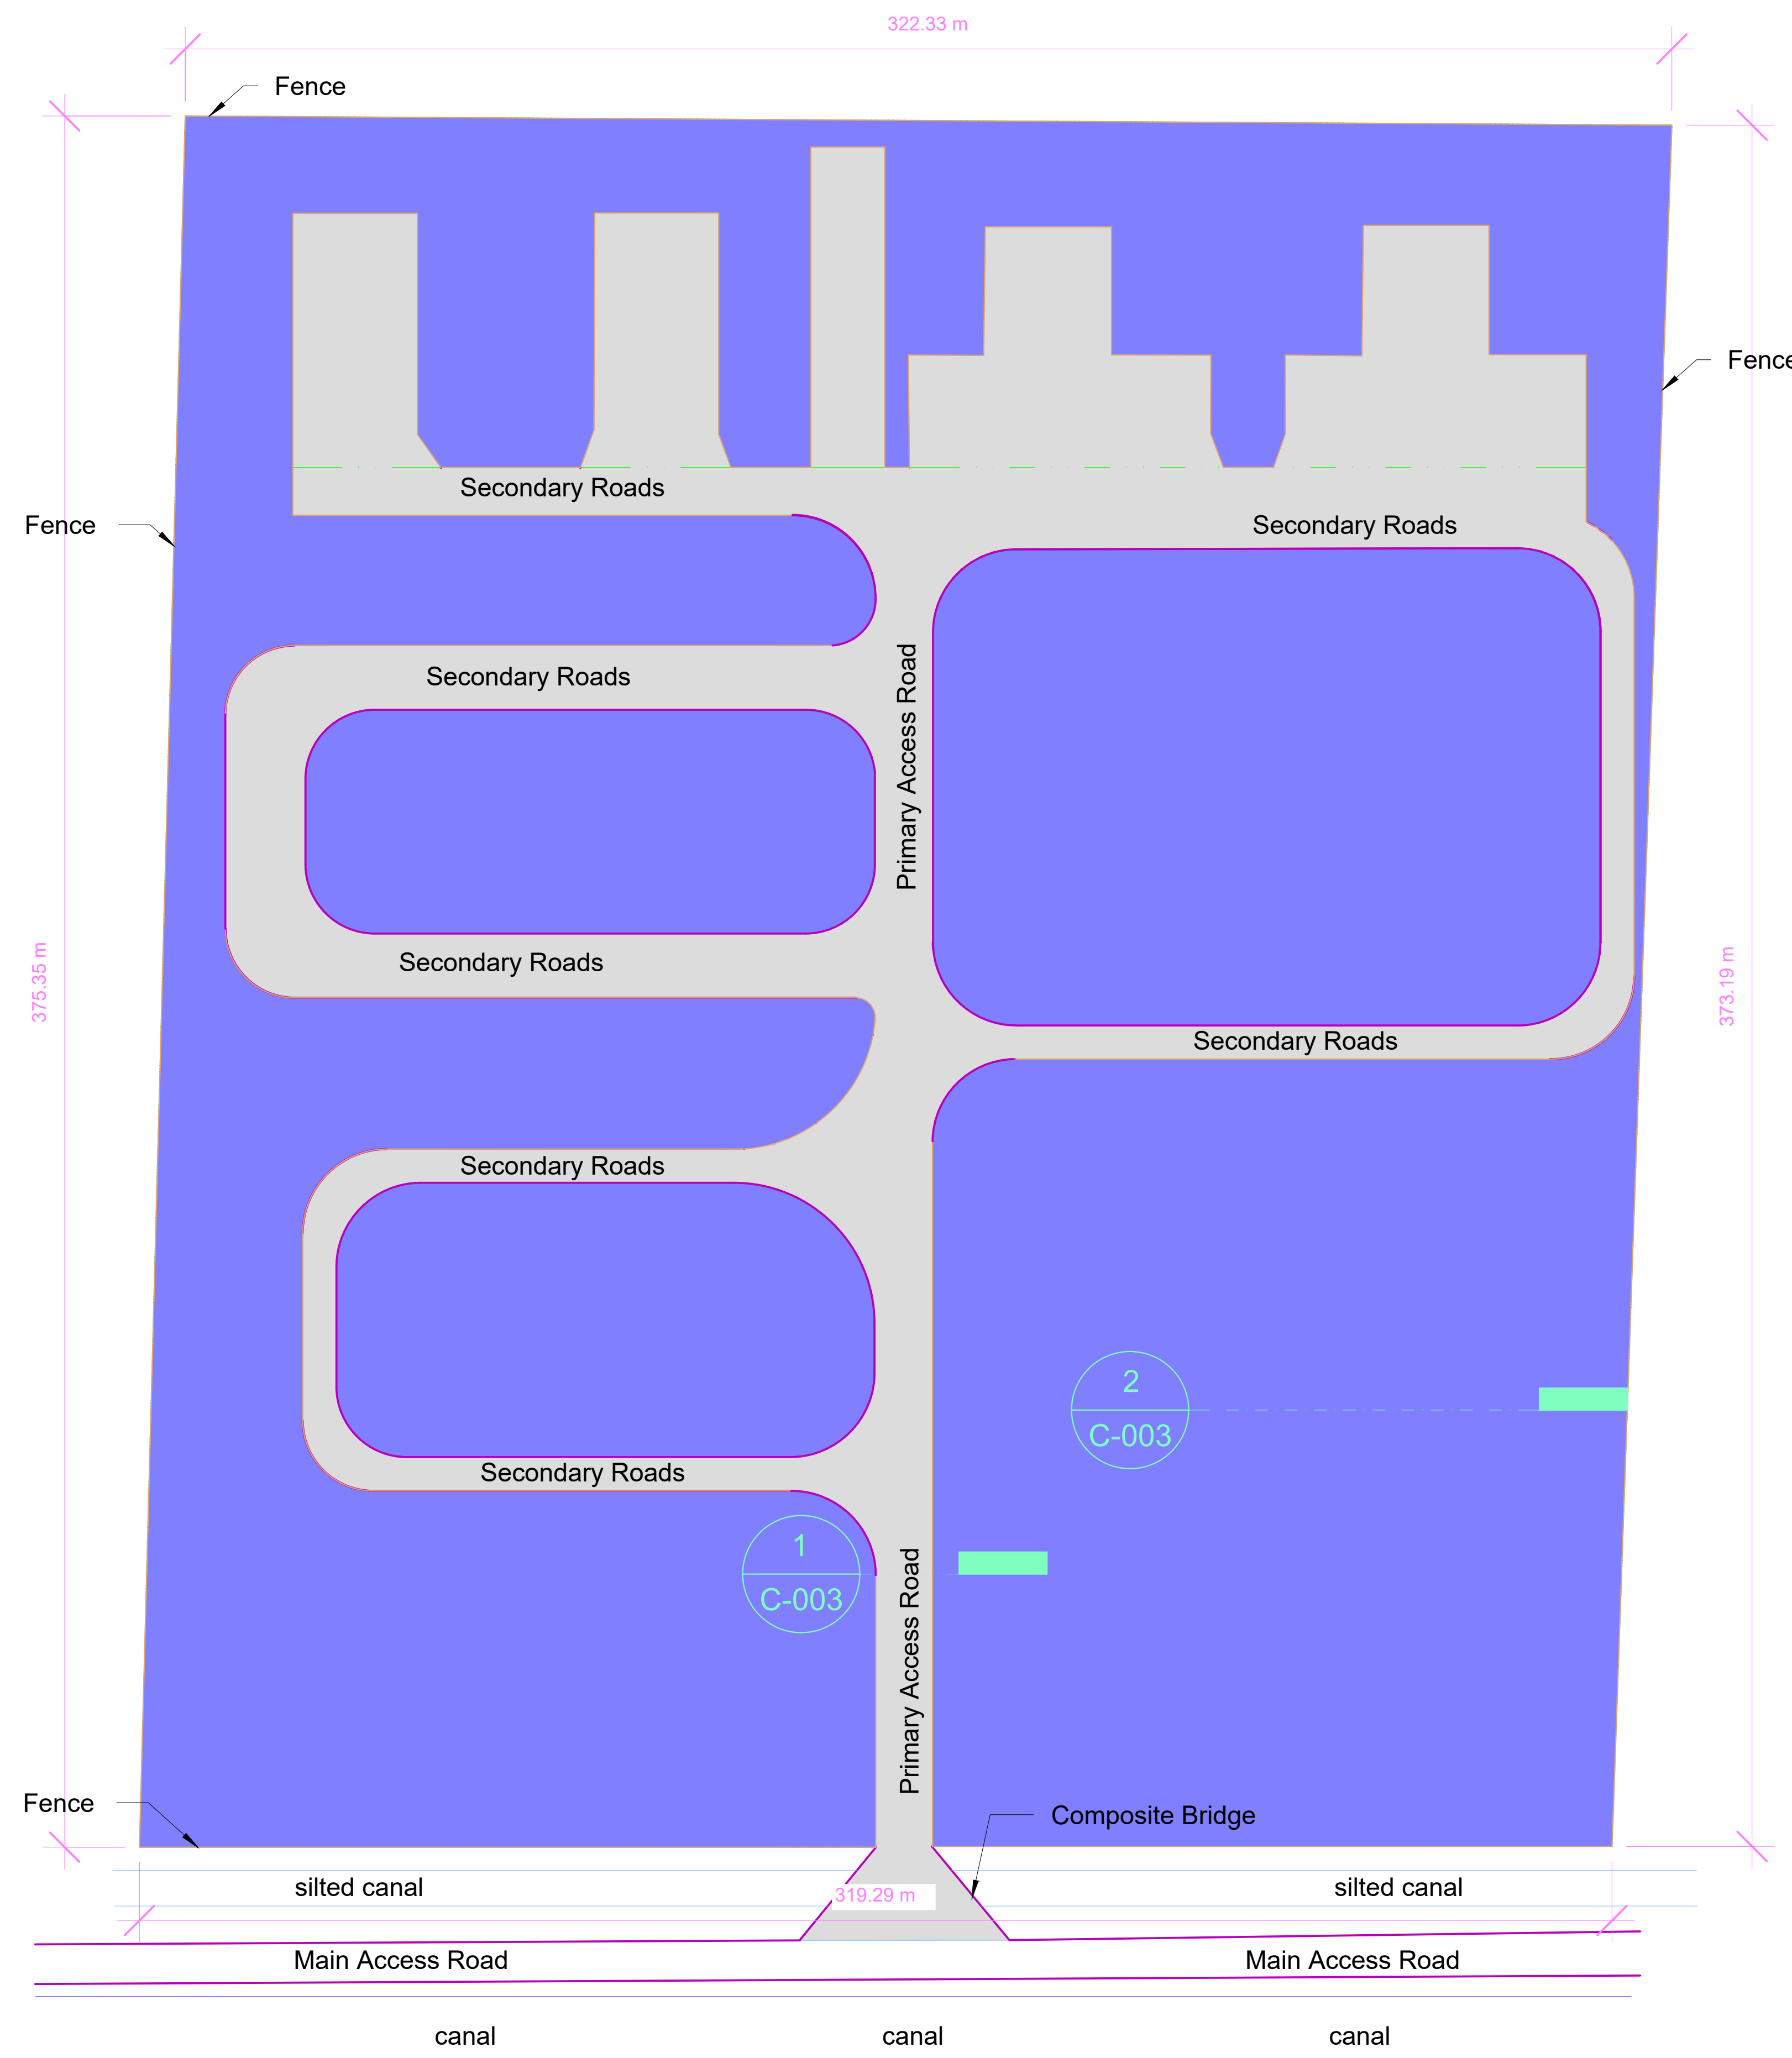 322.33 m
Fence
Fence
Secondary Roads
Fence
Secondary Roads
Secondary Roads
Primary Access Road
Secondary Roads
375.35 m
373.19 m
Secondary Roads
Secondary Roads
2
C-003
Secondary Roads
1
C-003
Primary Access Road
Fence
Composite Bridge
silted canal
319.29 m
silted canal
Main Access Road
Main Access Road
canal
canal
canal